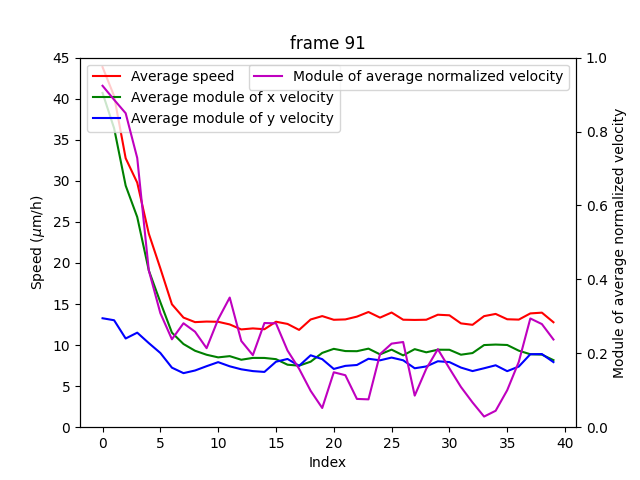 frame 91
Average speed
Average module of x velocity
Average module of y velocity
Module of average normalized velocity
Speed (μm/h)
45
40
35
30
25
20
15
10
5
0
1.0
0.8
0.6
0.4
0.2
0.0
Module of average normalized velocity
0 5 10 15 20 25 30 35 40
Index